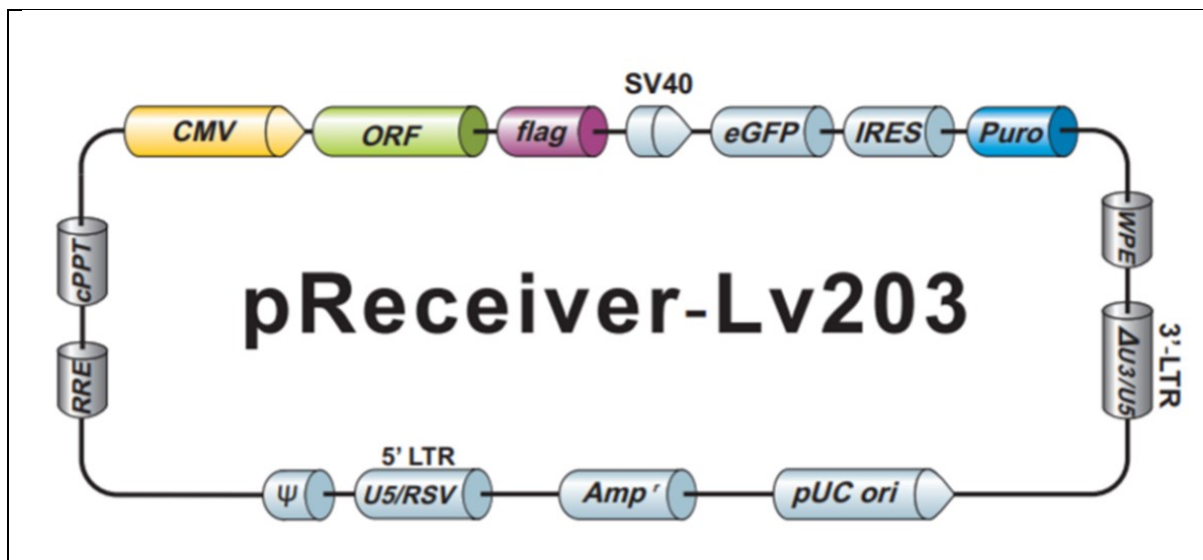 SV40
CMV ORF flag eGFP IRES Puro
cPPT WPE
pReceiver-Lv203
RRE ΔU3/U5 3'-LTR
5' LTR
Ψ U5/RSV Amp r pUC ori